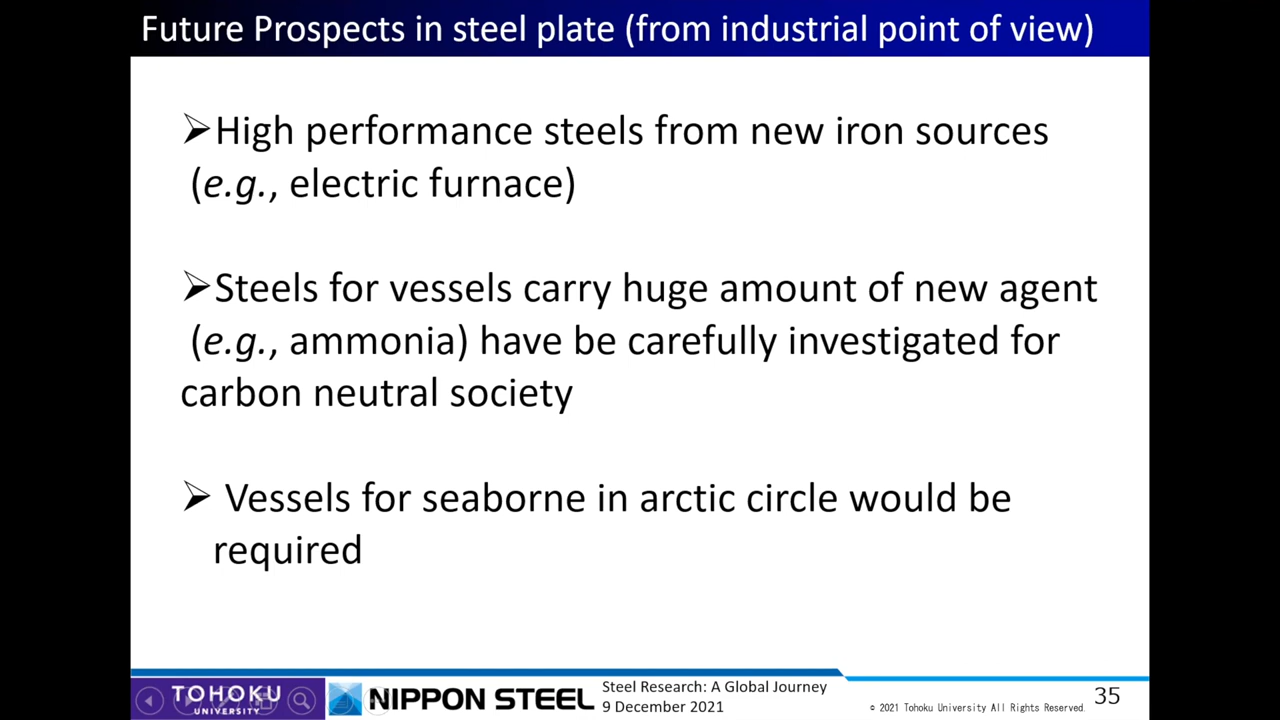 Future Prospects in steel plate (from industrial point of view)
➢High performance steels from new iron sources
(e.g., electric furnace)
➢Steels for vessels carry huge amount of new agent
(e.g., ammonia) have be carefully investigated for
carbon neutral society
➢ Vessels for seaborne in arctic circle would be
required
TOHOKU
UNIVERSITY
NIPPON STEEL
Steel Research: A Global Journey
9 December 2021
© 2021 Tohoku University All Rights Reserved.
35